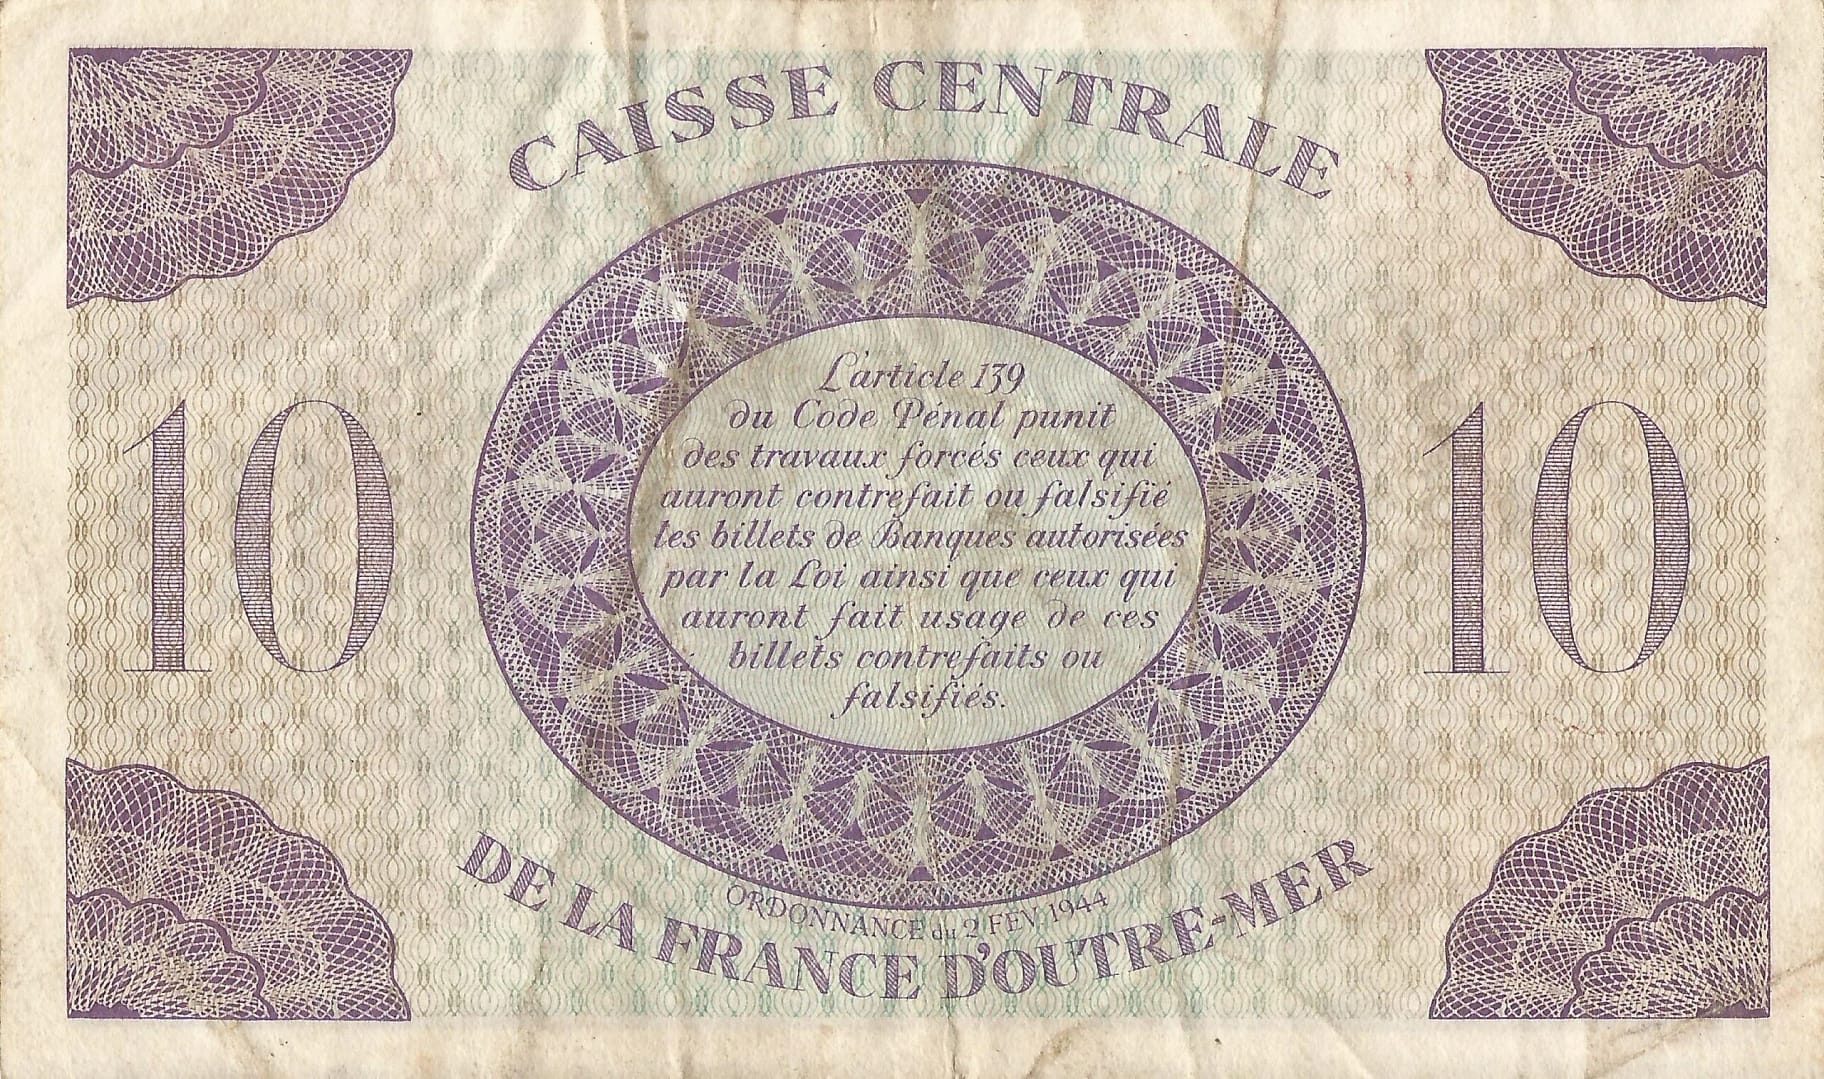 CAISSE CENTRALE
10
L'article 139
du Code Pénal punit
des travaux forcés ceux qui
auront contrefait ou falsifié
les billets de Banques autorisées
par la Loi ainsi que ceux qui
auront fait usage de ces
billets contrefaits ou
falsifiés.
10
ORDONNANCE du 2 FEV. 1944
DE LA FRANCE D'OUTRE-MER